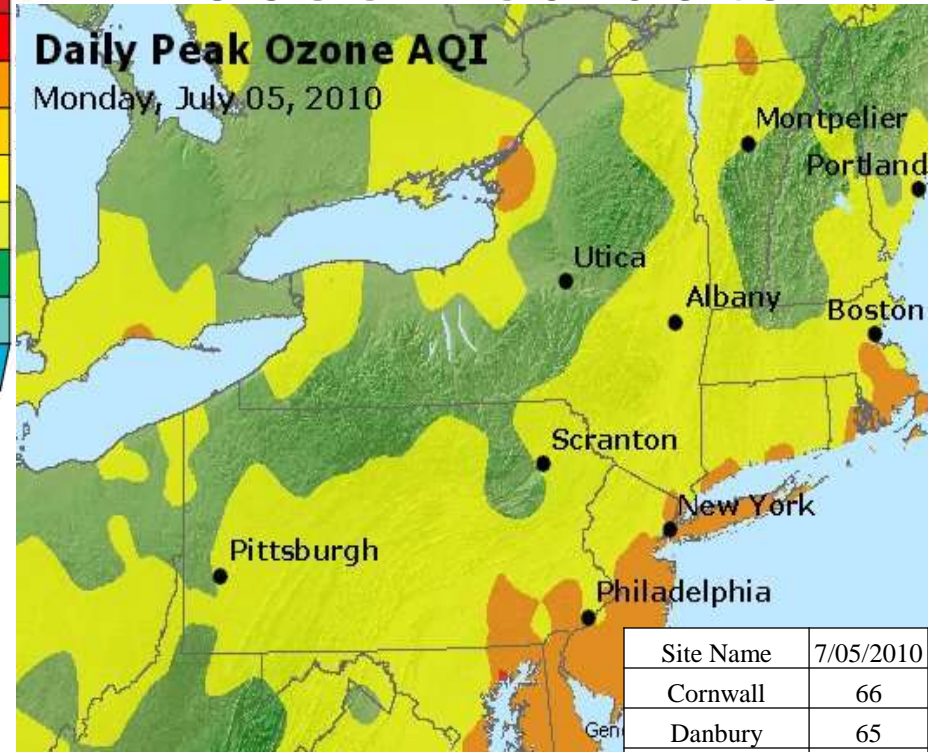 Daily Peak Ozone AQI
Monday, July 05, 2010
Montpelier
Portland
Utica
Albany
Boston
Scranton
New York
Pittsburgh
Philadelphia
Site Name 7/05/2010
Cornwall 66
Danbury 65